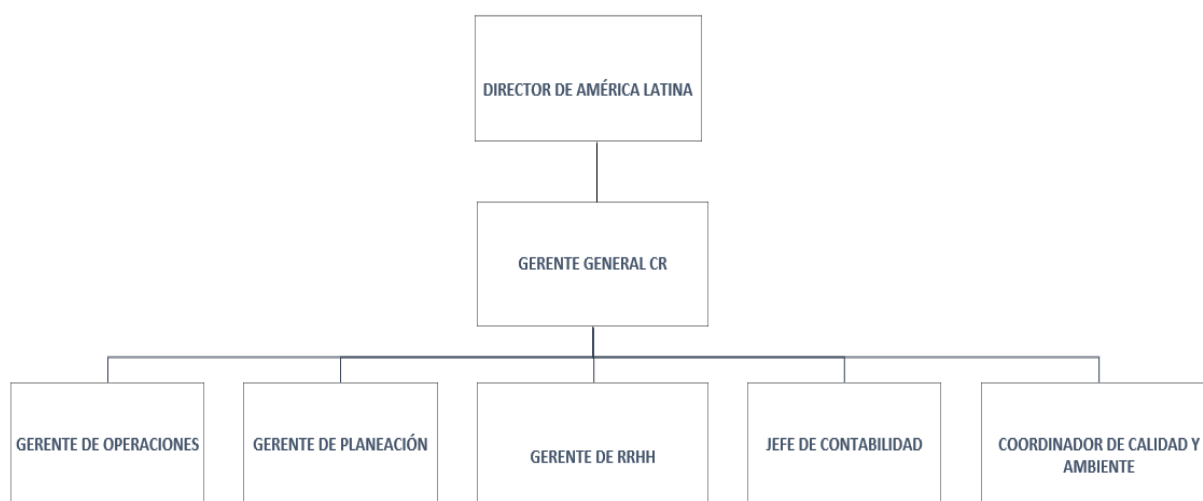 DIRECTOR DE AMÉRICA LATINA
GERENTE GENERAL CR
GERENTE DE OPERACIONES
GERENTE DE PLANEACIÓN
GERENTE DE RRHH
JEFE DE CONTABILIDAD
COORDINADOR DE CALIDAD Y
AMBIENTE